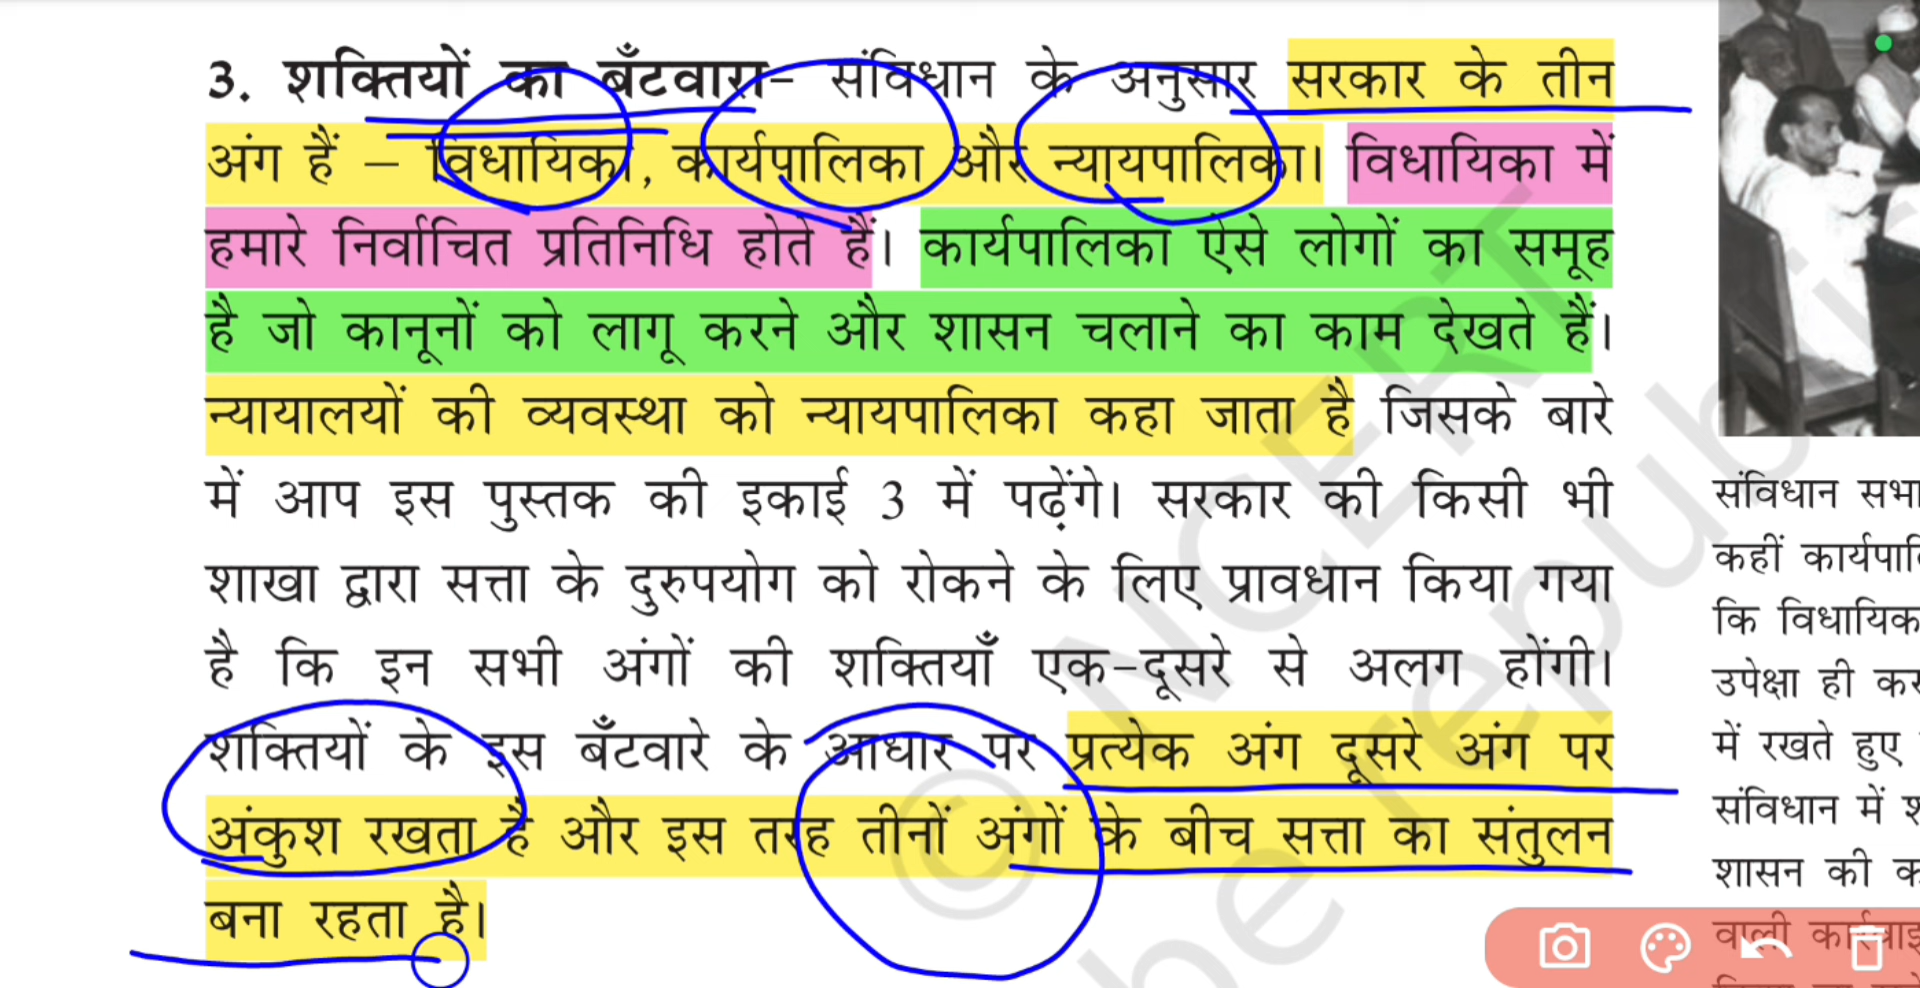 3. शक्तियों का बँटवारा- संविधान के अनुसार सरकार के तीन
अंग हैं – विधायिका, कार्यपालिका और न्यायपालिका। विधायिका में
हमारे निर्वाचित प्रतिनिधि होते हैं। कार्यपालिका ऐसे लोगों का समूह
है जो कानूनों को लागू करने और शासन चलाने का काम देखते हैं।
न्यायालयों की व्यवस्था को न्यायपालिका कहा जाता है जिसके बारे
में आप इस पुस्तक की इकाई 3 में पढ़ेंगे। सरकार की किसी भी
शाखा द्वारा सत्ता के दुरुपयोग को रोकने के लिए प्रावधान किया गया
है कि इन सभी अंगों की शक्तियाँ एक-दूसरे से अलग होंगी।
शक्तियों के इस बँटवारे के आधार पर प्रत्येक अंग दूसरे अंग पर
अंकुश रखता है और इस तरह तीनों अंगों के बीच सत्ता का संतुलन
बना रहता है।
संविधान सभा
कहीं
कि
उपेक्षा ही
में रखते हुए
संविधान में
शासन की
वाली
© NCERT
be republi